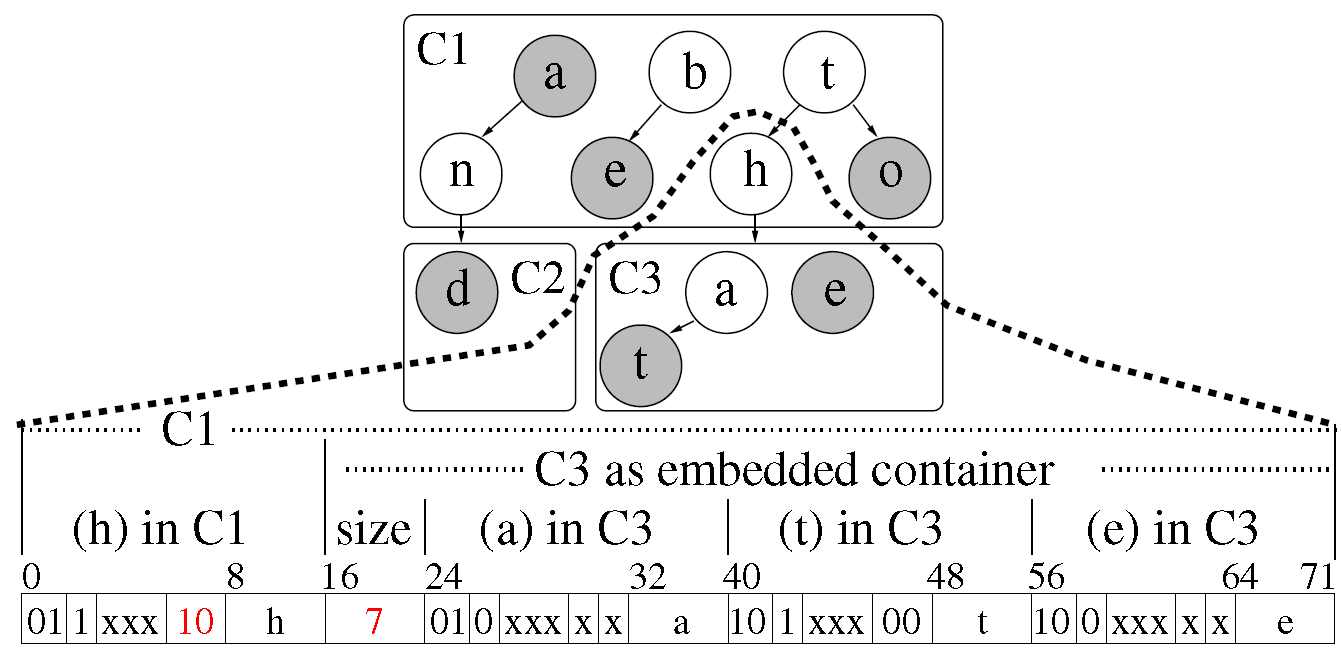 C1 a b t
n e h o
d C2 C3 a e
t
C1
C3 as embedded container
(h) in C1 size (a) in C3 (t) in C3 (e) in C3
0 8 16 24 32 40 48 56 64 71
01 1 xxx 10 h 7 01 0 xxx x x a 10 1 xxx 00 t 10 0 xxx x x e